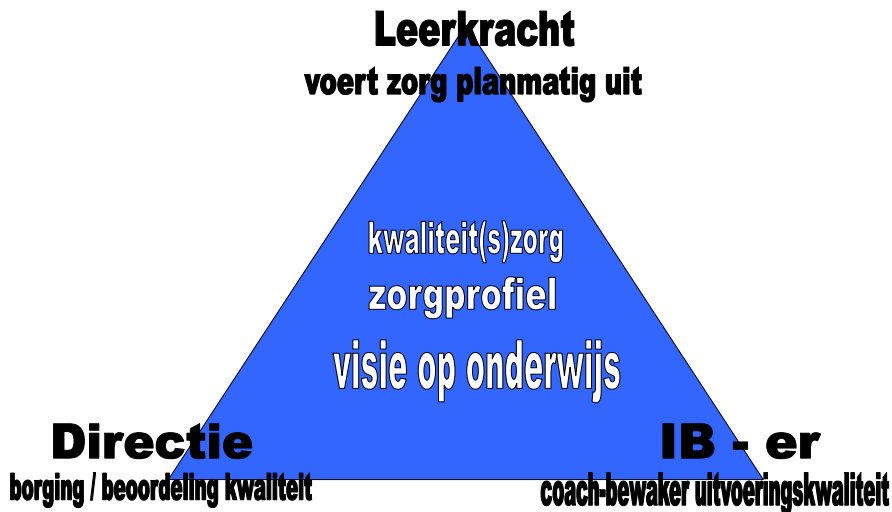 Leerkracht
voert zorg planmatig uit
kwaliteit(s)zorg
zorgprofiel
visie op onderwijs
Directie
borging / beoordeling kwaliteit
IB - er
coach-bewaker uitvoeringskwaliteit